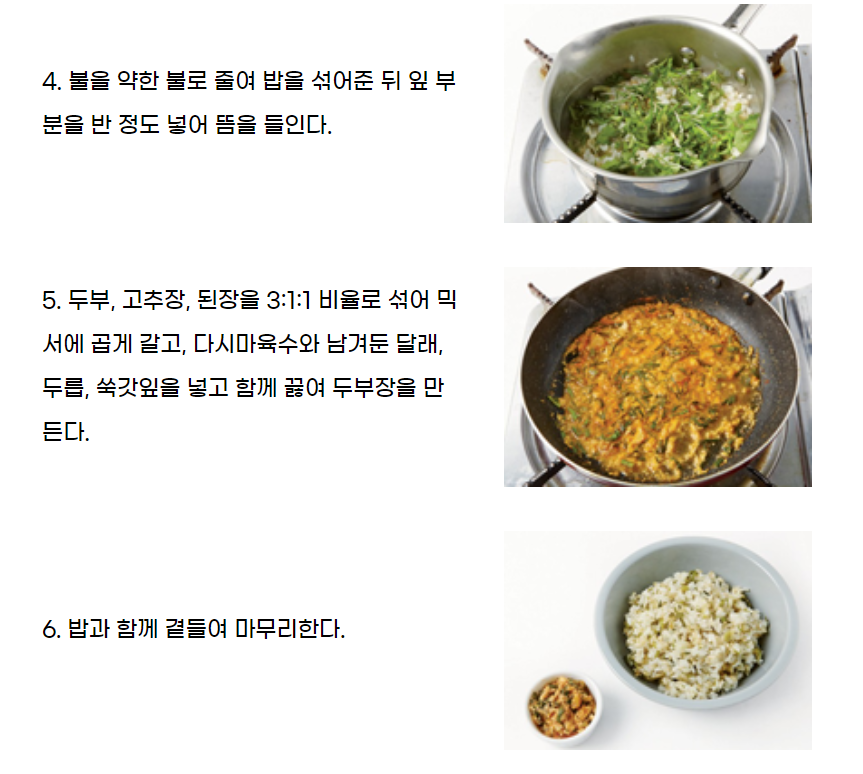 4. 불을 약한 불로 줄여 밥을 섞어준 뒤 잎 부
분을 반 정도 넣어 뜸을 들인다.
5. 두부, 고추장, 된장을 3:1:1 비율로 섞어 믹
서에 곱게 갈고, 다시마육수와 남겨둔 달래,
두릅, 쑥갓잎을 넣고 함께 끓여 두부장을 만
든다.
6. 밥과 함께 곁들여 마무리한다.